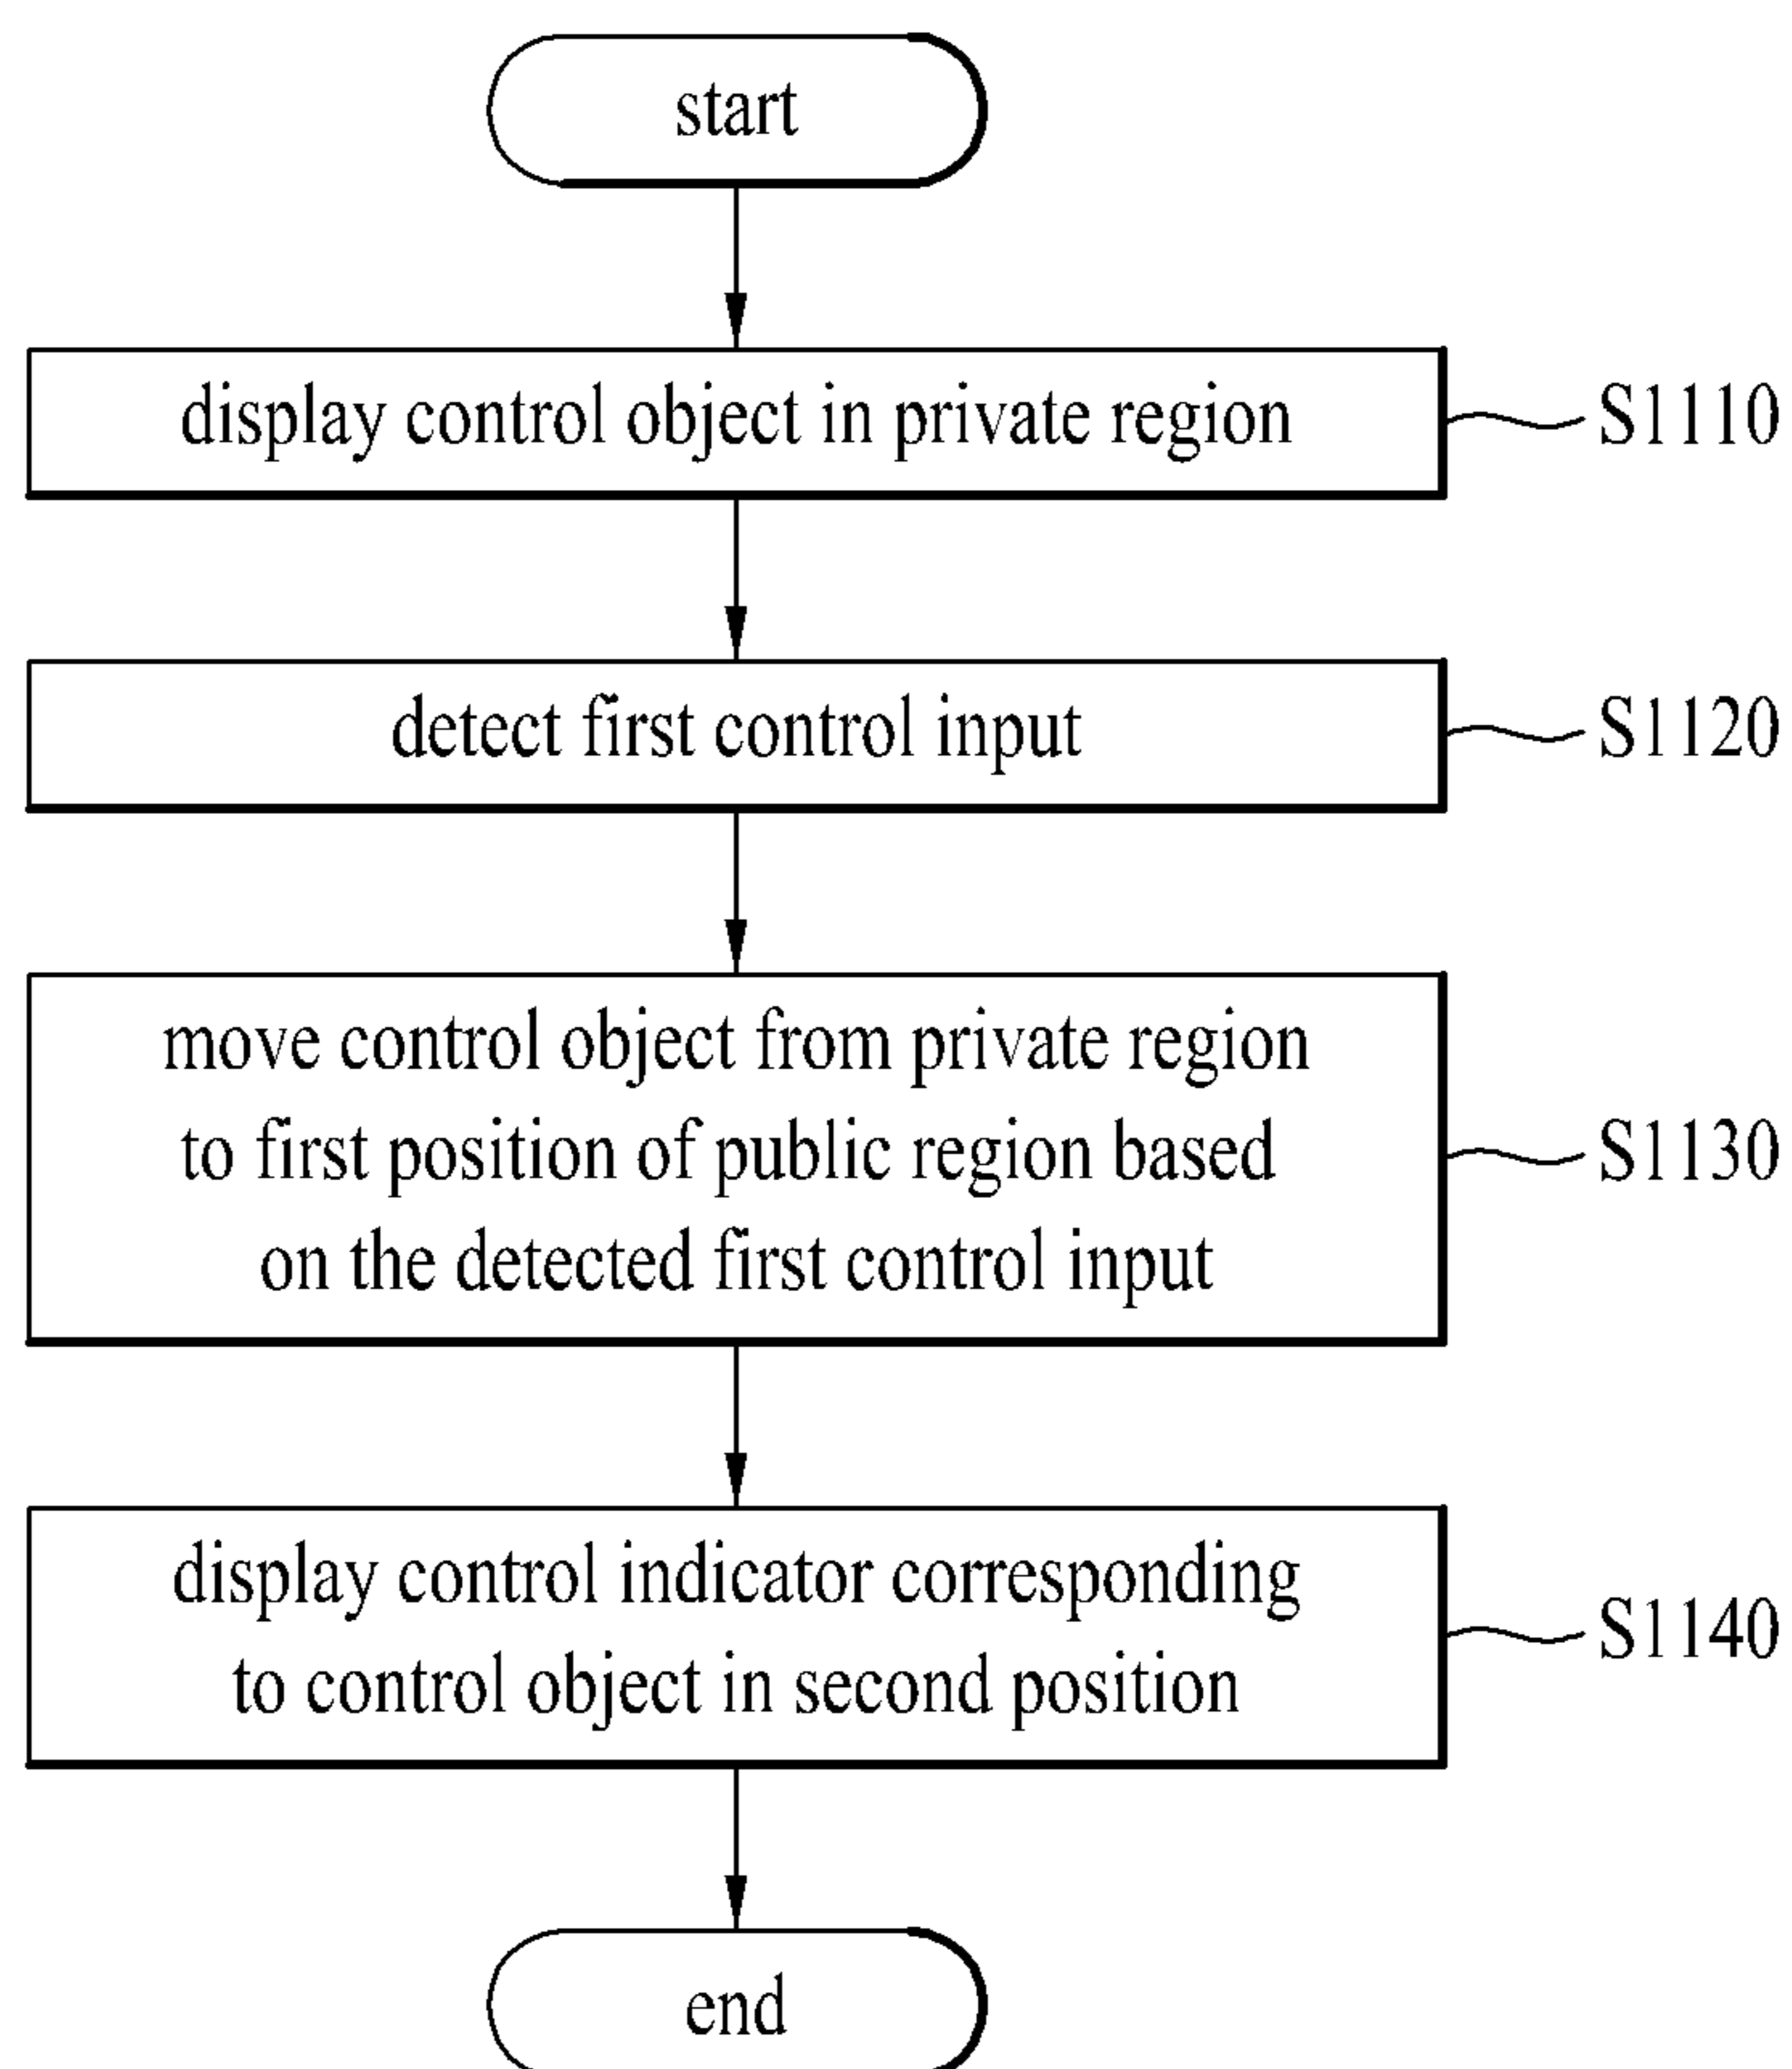 start
display control object in private region
S1110
detect first control input
S1120
move control object from private region
to first position of public region based
on the detected first control input
S1130
display control indicator corresponding
to control object in second position
S1140
end